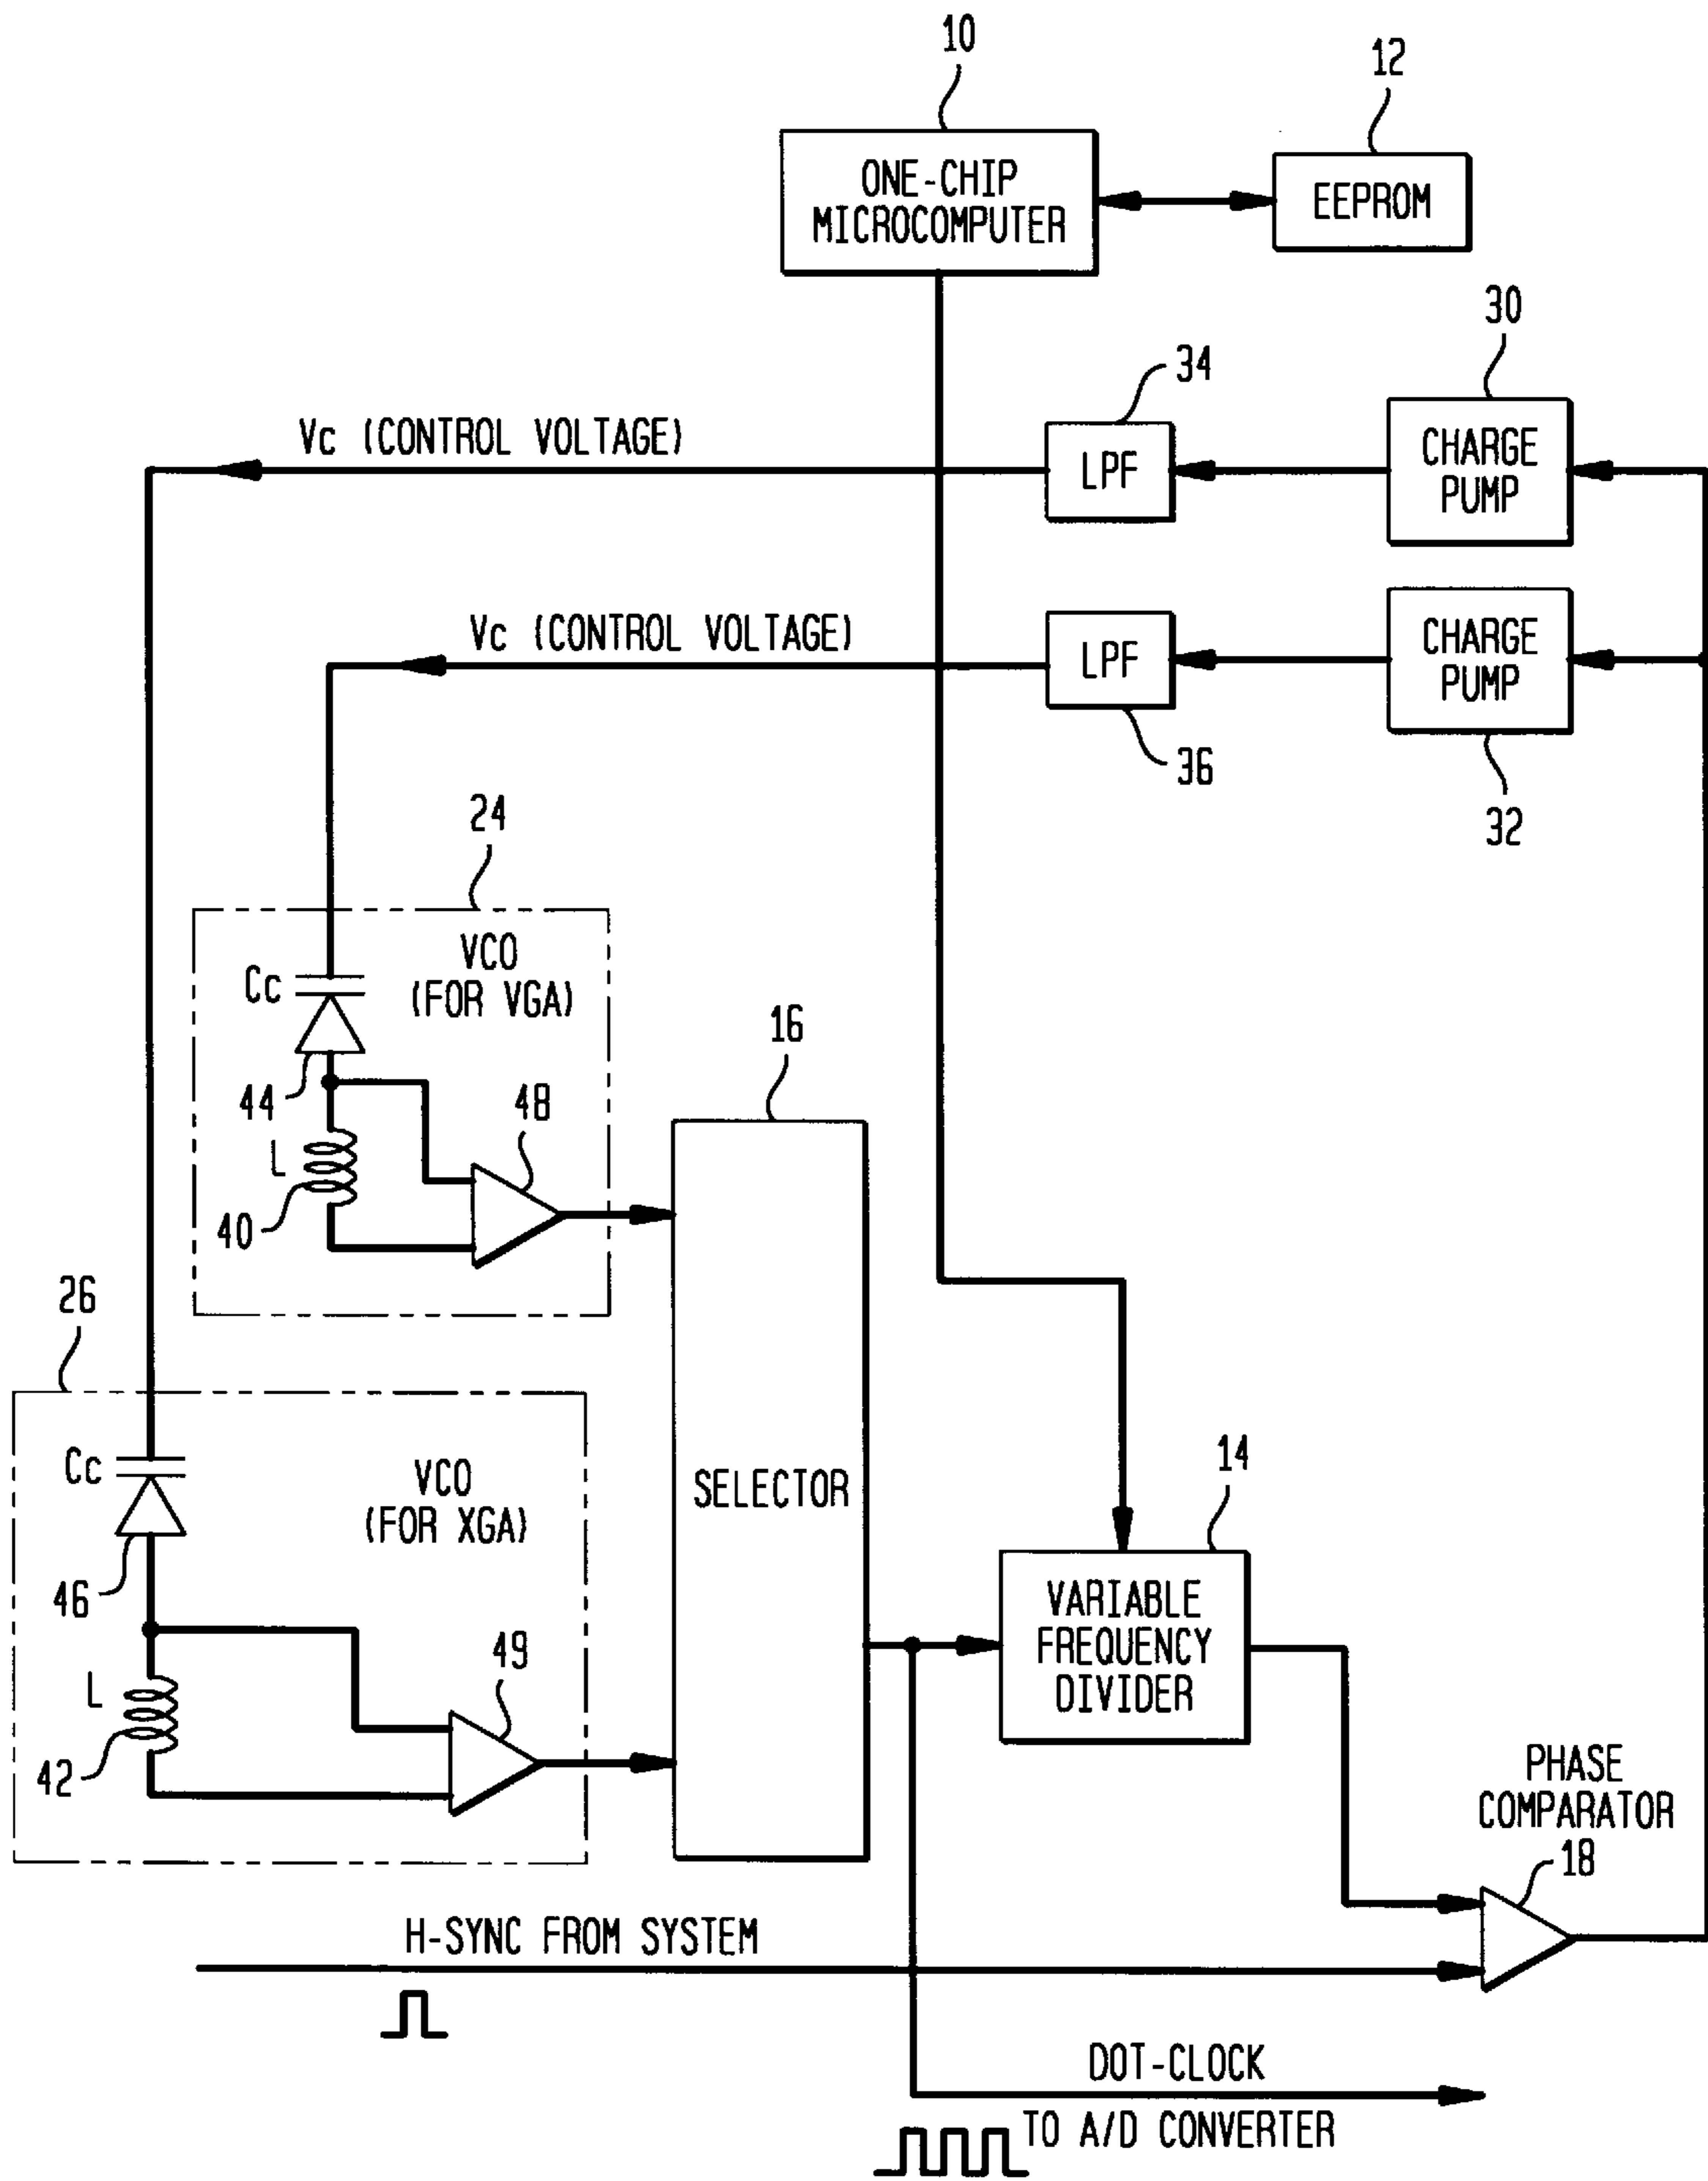 10
12
ONE-CHIP
MICROCOMPUTER
EEPROM
30
34
Vc (CONTROL VOLTAGE)
LPF
CHARGE
PUMP
Vc (CONTROL VOLTAGE)
LPF
CHARGE
PUMP
36
32
24
VCO
(FOR VGA)
Cc
16
44
48
L
40
26
Cc
VCO
(FOR XGA)
SELECTOR
14
46
VARIABLE
FREQUENCY
DIVIDER
49
L
42
PHASE
COMPARATOR
18
H-SYNC FROM SYSTEM
DOT-CLOCK
TO A/D CONVERTER